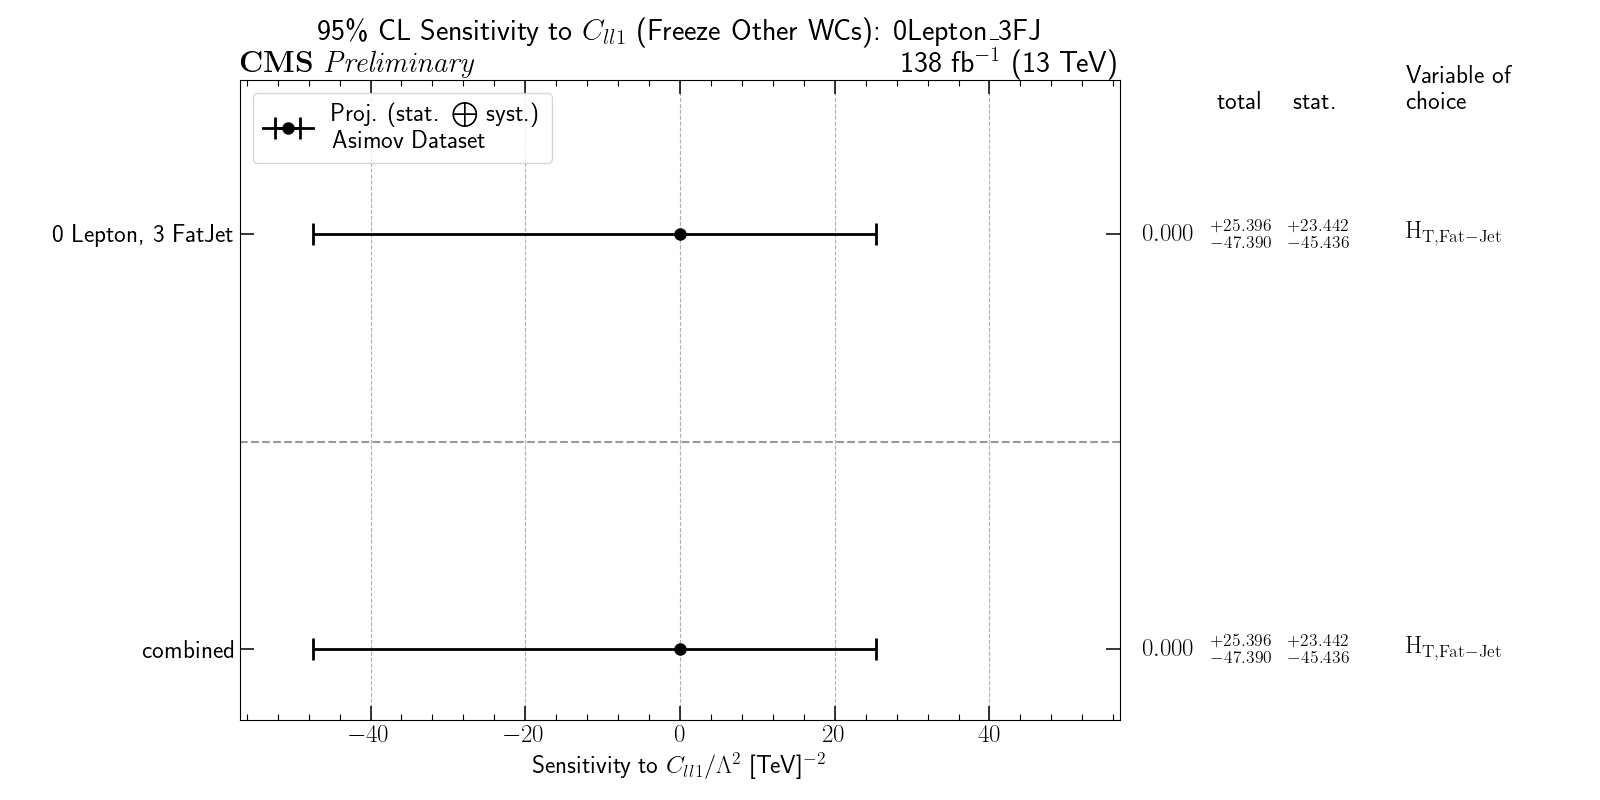 95% CL Sensitivity to C_{ll1} (Freeze Other WCs): 0Lepton_3FJ
CMS Preliminary 138 fb^{-1} (13 TeV)
Variable of
total stat. choice
Proj. (stat. ⨁ syst.)
Asimov Dataset
0 Lepton, 3 FatJet 0.000 +25.396 −47.390 +23.442 −45.436 H_{T,Fat−Jet}
combined 0.000 +25.396 −47.390 +23.442 −45.436 H_{T,Fat−Jet}
−40 −20 0 20 40
Sensitivity to C_{ll1}/Λ^2 [TeV]^{−2}